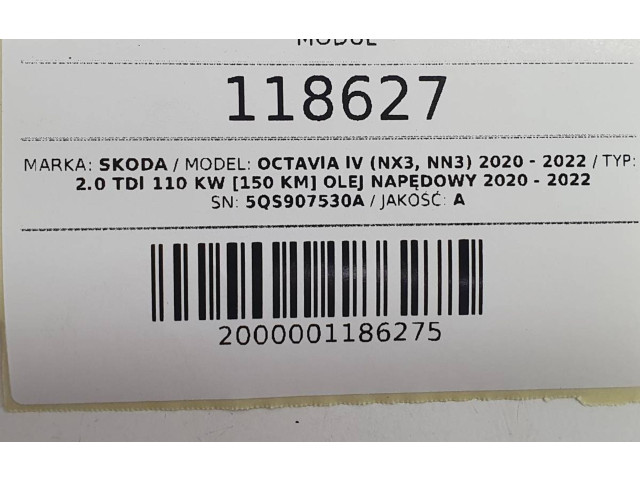 MODUŁ
118627
MARKA: SKODA / MODEL: OCTAVIA IV (NX3, NN3) 2020 - 2022 / TYP:
2.0 TDI 110 KW [150 KM] OLEJ NAPĘDOWY 2020 - 2022
SN: 5QS907530A / JAKOŚĆ: A
2000001186275